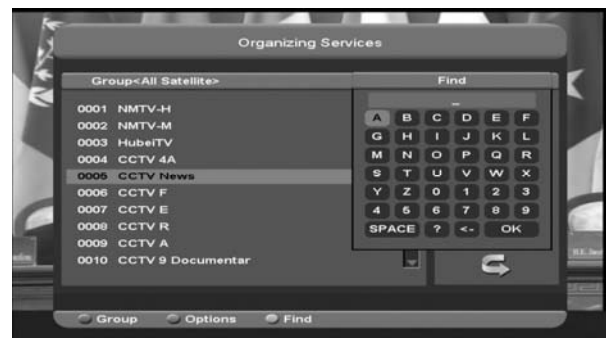 Organizing Services
Group<All Satellite>
Find
0001 NMTV-H
0002 NMTV-M
0003 HubeiTV
0004 CCTV 4A
0005 CCTV News
0006 CCTV F
0007 CCTV E
0008 CCTV R
0009 CCTV A
0010 CCTV 9 Documentar
_
A B C D E F
G H I J K L
M N O P Q R
S T U V W X
Y Z 0 1 2 3
4 5 6 7 8 9
SPACE ? <- OK
Group Options Find